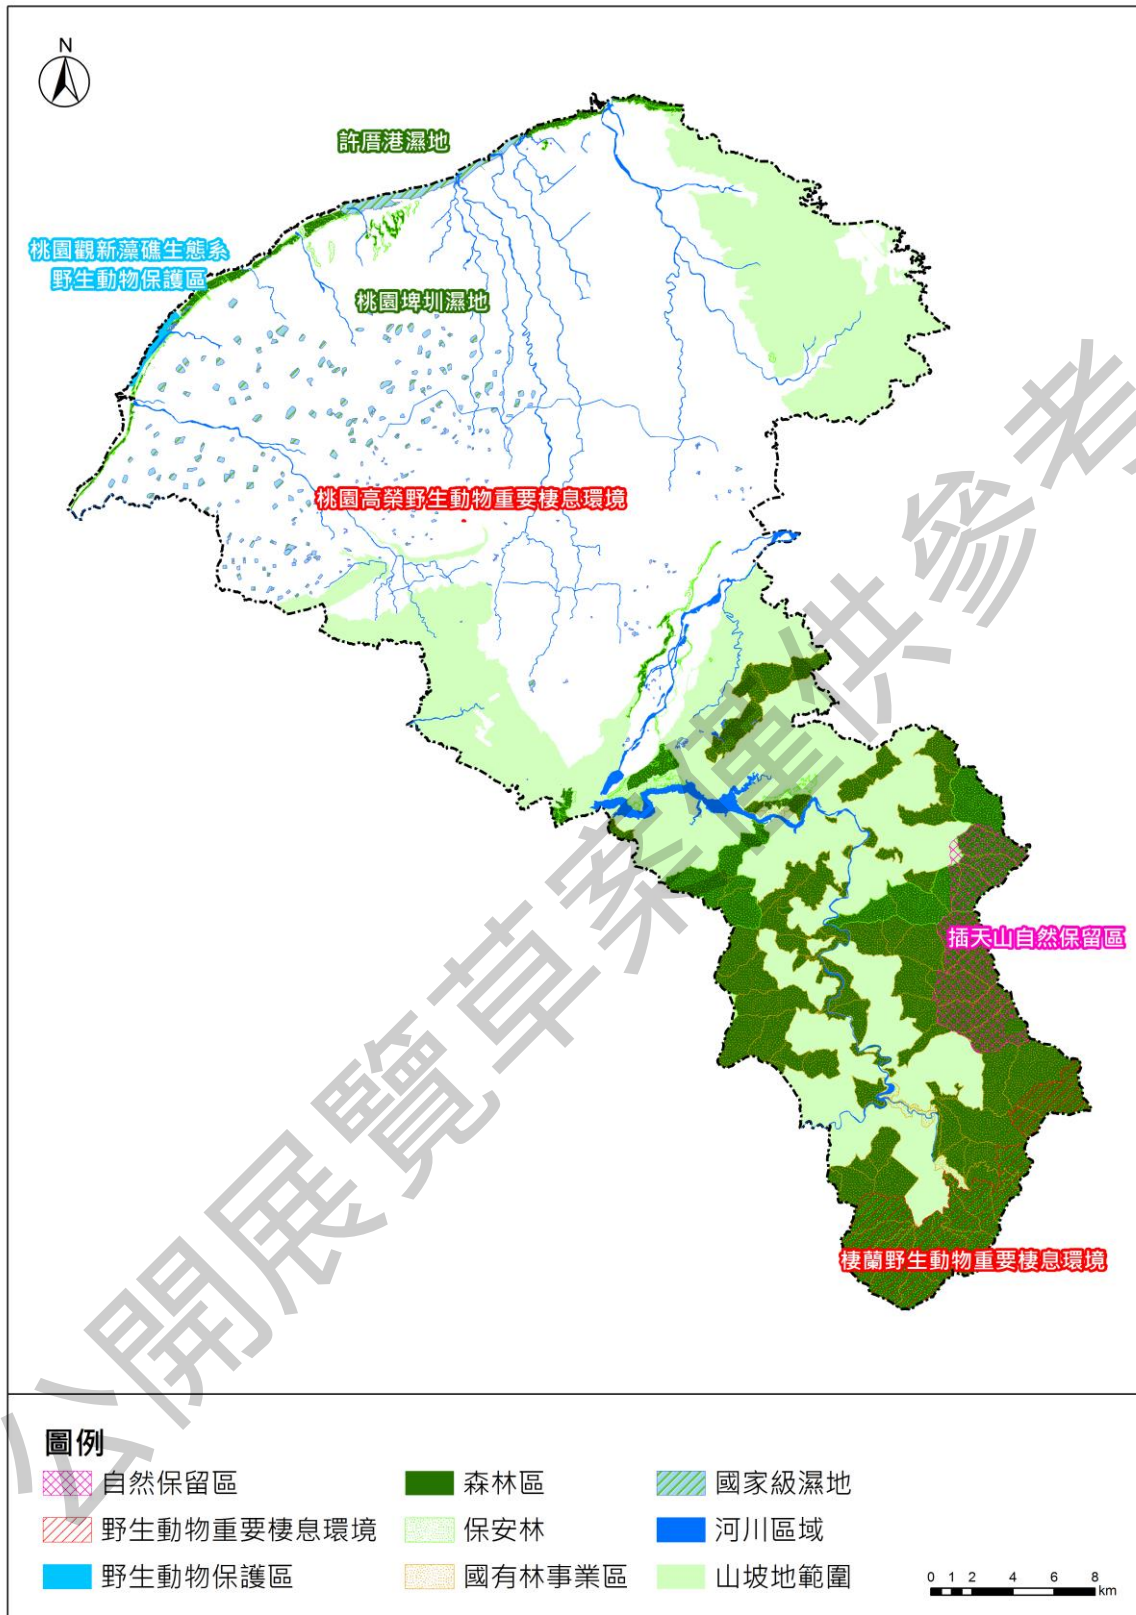 N
許厝港濕地
桃園觀新藻礁生態系
野生動物保護區
桃園埤圳濕地
桃園高榮野生動物重要棲息環境
插天山自然保留區
棲蘭野生動物重要棲息環境
公開展覽草案僅供參考
圖例
自然保留區
森林區
國家級濕地
野生動物重要棲息環境
保安林
河川區域
野生動物保護區
國有林事業區
山坡地範圍
0 1 2 4 6 8
km